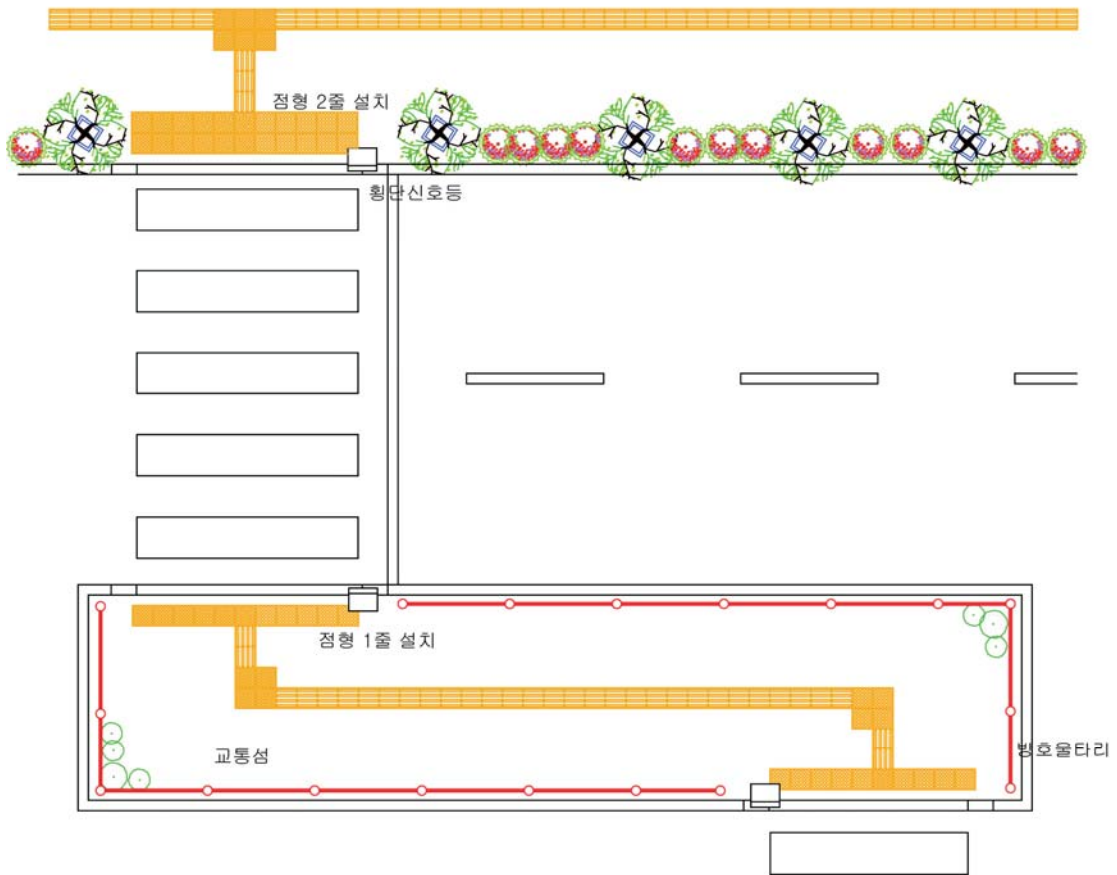 점형 2줄 설치
횡단신호등
점형 1줄 설치
교통섬
방호울타리